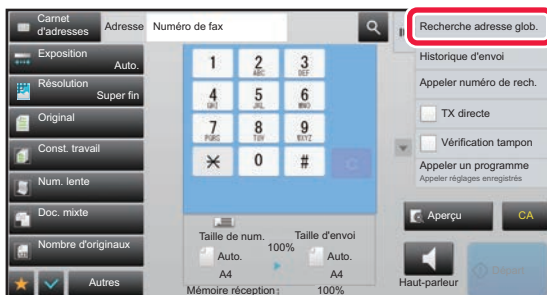 Carnet
d'adresses
Adresse
Numéro de fax
Recherche adresse glob.
Exposition
Auto.
Résolution
Super fin
Original
Const. travail
Num. lente
Doc. mixte
Nombre d'originaux
Autres
1
2
ABC
3
DEF
4
GHI
5
JKL
6
MNO
7
PQRS
8
TUV
9
WXYZ
0
#
Taille de num.
100%
Taille d'envoi
Auto.
A4
Auto.
A4
Mémoire réception:
100%
Historique d'envoi
Appeler numéro de rech.
TX directe
Vérification tampon
Appeler un programme
Appeler réglages enregistrés
Aperçu
CA
Haut-parleur
Départ